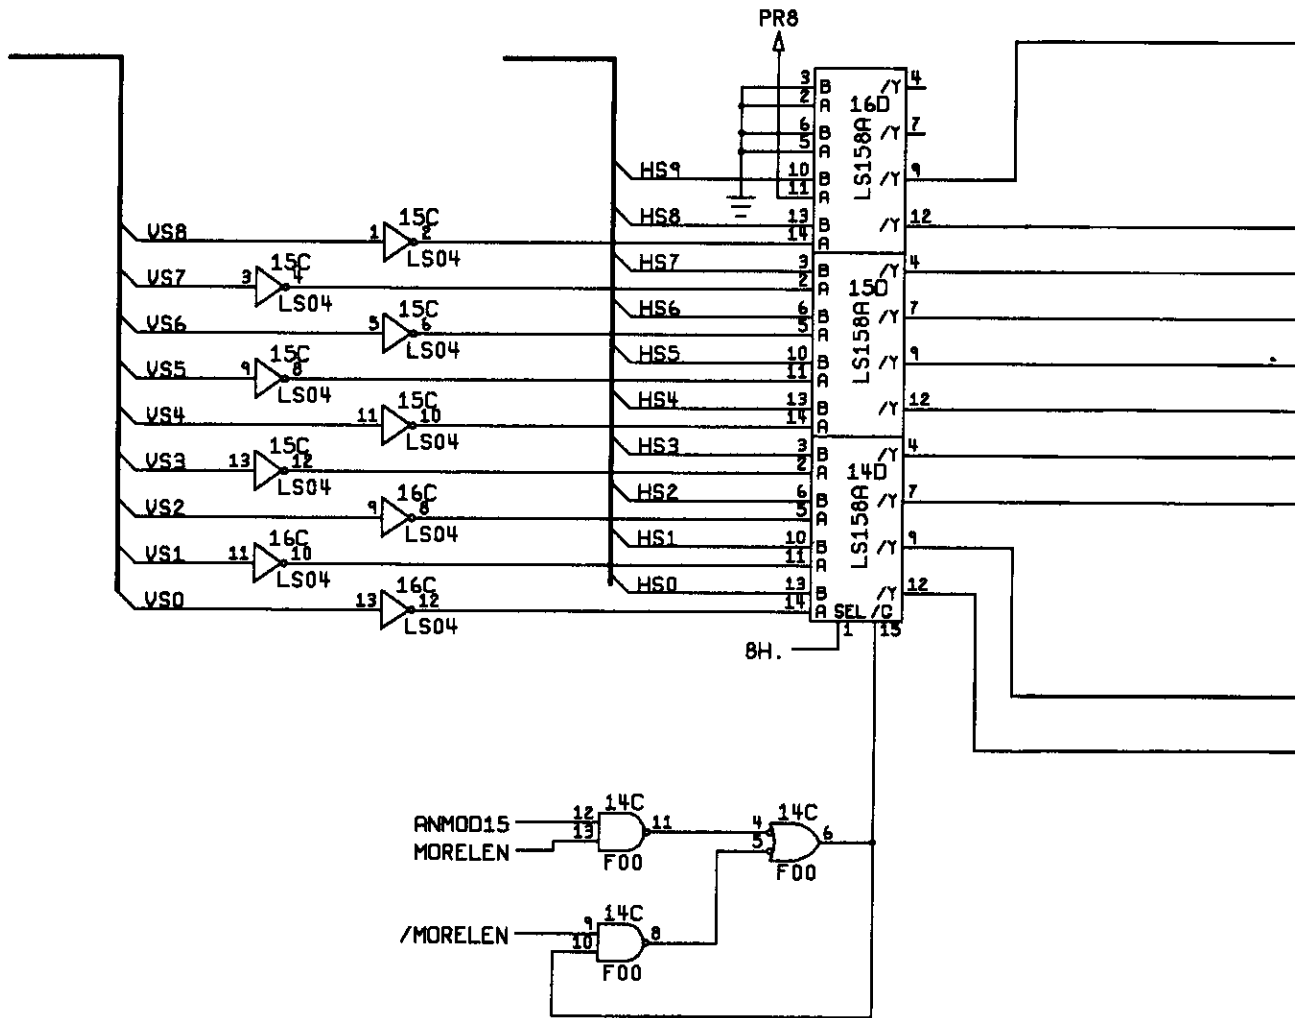 PR8
3 B /Y 4
2 A 16D
6 B /Y 7
5 A LS158A
HS9 10 B /Y 9
11 A
HS8 13 B /Y 12
14 A
VS8 1 15C 2 LS04
HS7 3 B /Y 4
VS7 3 15C 4 LS04
2 A 15D
HS6 6 B /Y 7
VS6 5 15C 6 LS04
5 A LS158A
HS5 10 B /Y 9
VS5 9 15C 8 LS04
11 A
HS4 13 B /Y 12
VS4 11 15C 10 LS04
14 A
HS3 3 B /Y 4
VS3 13 15C 12 LS04
2 A 14D
HS2 6 B /Y 7
VS2 9 16C 8 LS04
5 A LS158A
HS1 10 B /Y 9
VS1 11 16C 10 LS04
11 A
HS0 13 B /Y 12
VS0 13 16C 12 LS04
14 A SEL /G
1 15
8H.
14C 14C
ANMOD15 12 11 4 6
MORELEN 13 5
F00 F00
14C
/MORELEN 9 8
10
F00